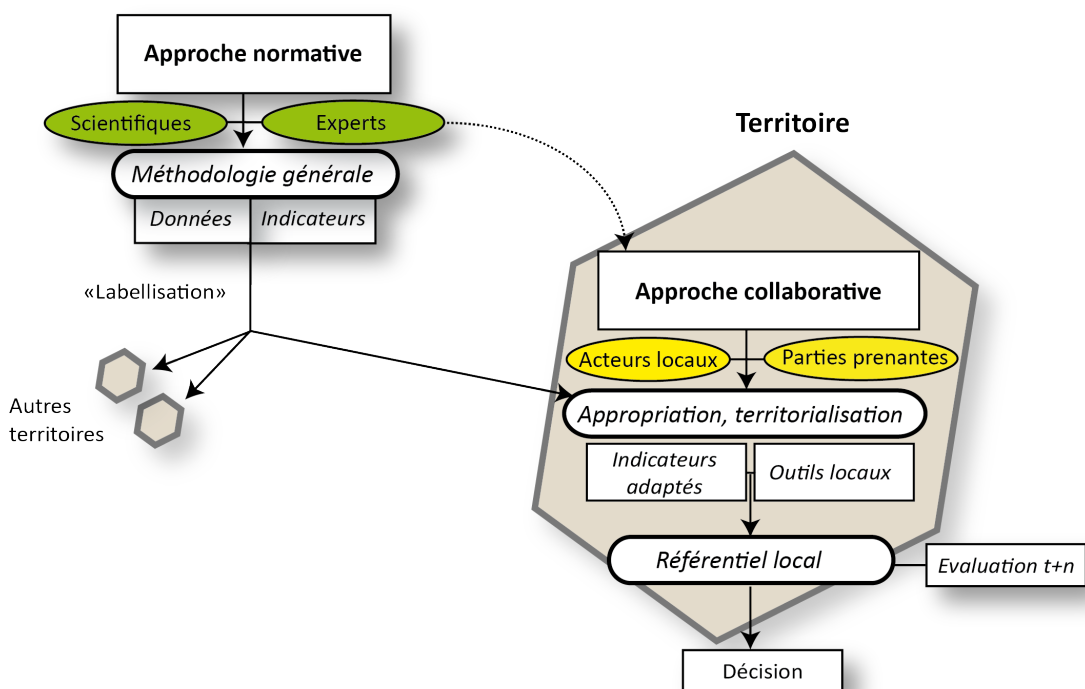 Approche normative
Scientifiques
Experts
Méthodologie générale
Données
Indicateurs
«Labellisation»
Autres
territoires
Territoire
Approche collaborative
Acteurs locaux
Parties prenantes
Appropriation, territorialisation
Indicateurs
adaptés
Outils locaux
Référentiel local
Evaluation t+n
Décision